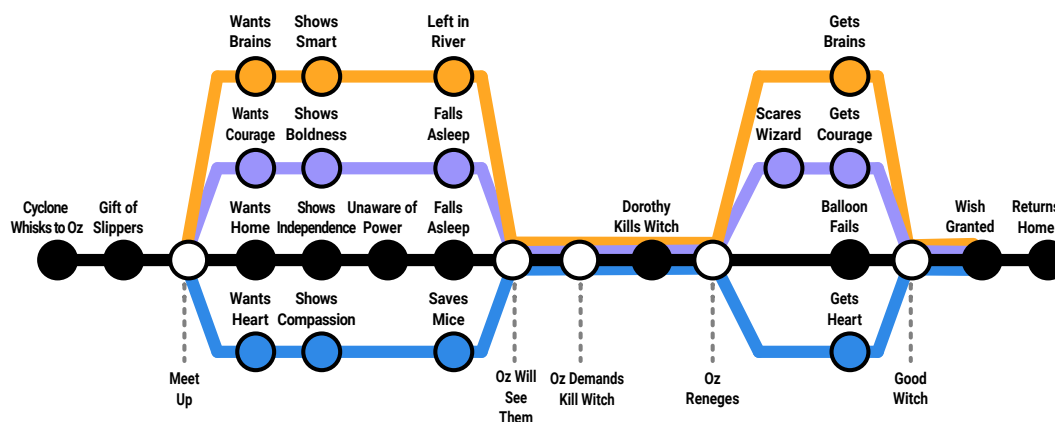 Wants
Brains
Shows
Smart
Left in
River
Gets
Brains
Wants
Courage
Shows
Boldness
Falls
Asleep
Scares
Wizard
Gets
Courage
Cyclone
Whisks to Oz
Gift of
Slippers
Wants
Home
Shows
Independence
Unaware of
Power
Falls
Asleep
Dorothy
Kills Witch
Balloon
Fails
Wish
Granted
Returns
Home
Wants
Heart
Shows
Compassion
Saves
Mice
Gets
Heart
Meet
Up
Oz Will
See
Them
Oz Demands
Kill Witch
Oz
Reneges
Good
Witch